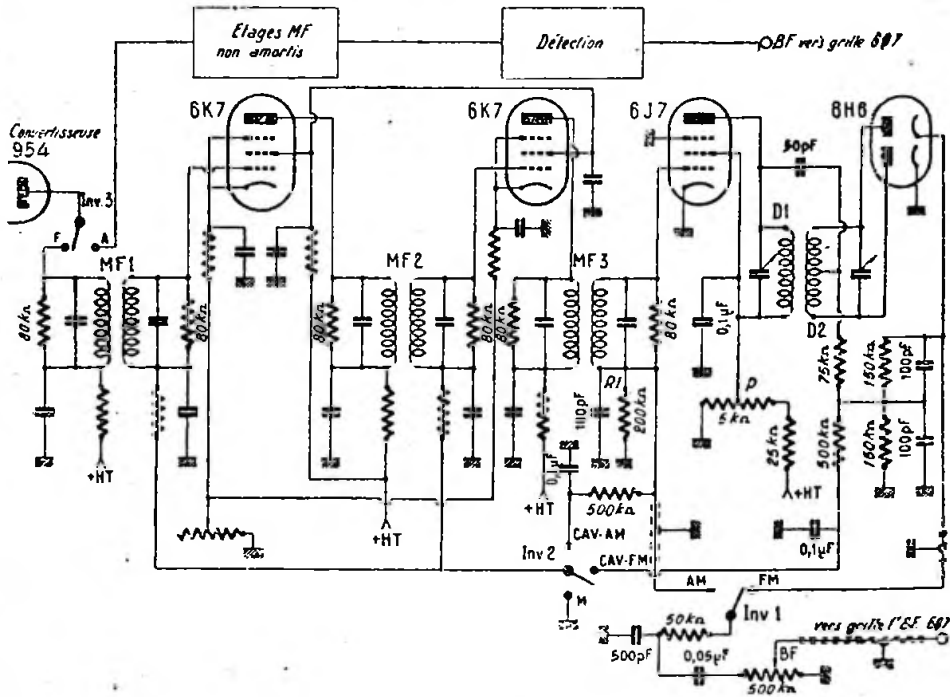 Etages MF
non amortis
Détection
BF vers grille 6Q7
Convertisseuse
954
Inv.3
F
A
6K7
6K7
6J7
6H6
50pF
MF1
MF2
MF3
D1
D2
80kΩ
80kΩ
80kΩ
80kΩ
80kΩ
80kΩ
+HT
+HT
+HT
0,1µF
110pF
R1
200kΩ
500kΩ
0,1µF
P
5kΩ
25kΩ
+HT
75kΩ
500kΩ
150kΩ
150kΩ
100pF
100pF
0,1µF
CAV-AM
Inv2
CAV-FM
M
AM
FM
Inv 1
50kΩ
500pF
0,05µF
BF
500kΩ
vers grille 1re BF 6Q7